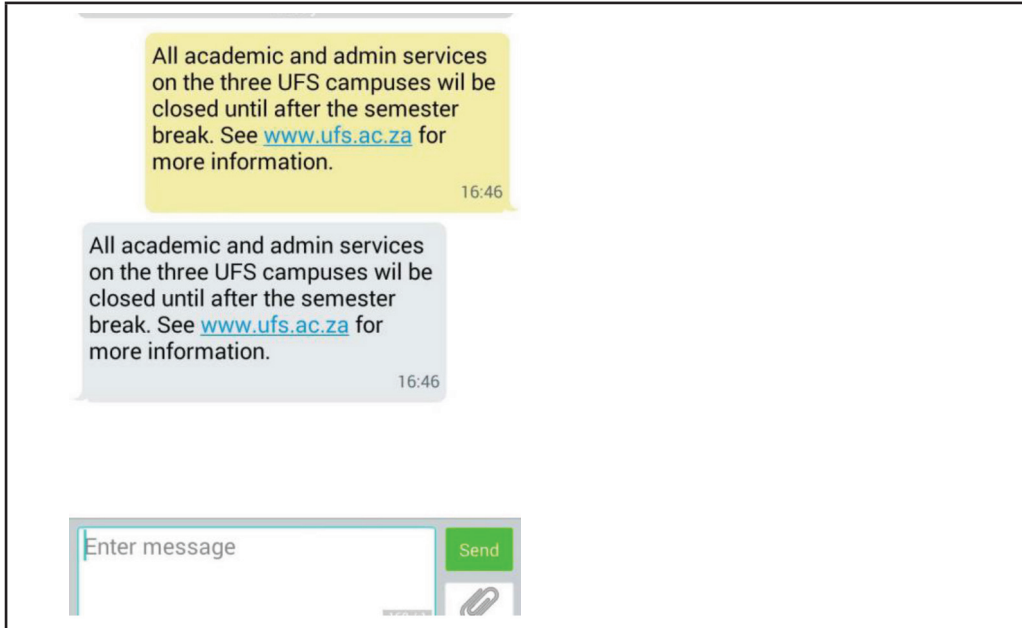 All academic and admin services
on the three UFS campuses wil be
closed until after the semester
break. See www.ufs.ac.za for
more information.
16:46
All academic and admin services
on the three UFS campuses wil be
closed until after the semester
break. See www.ufs.ac.za for
more information.
16:46
Enter message
Send